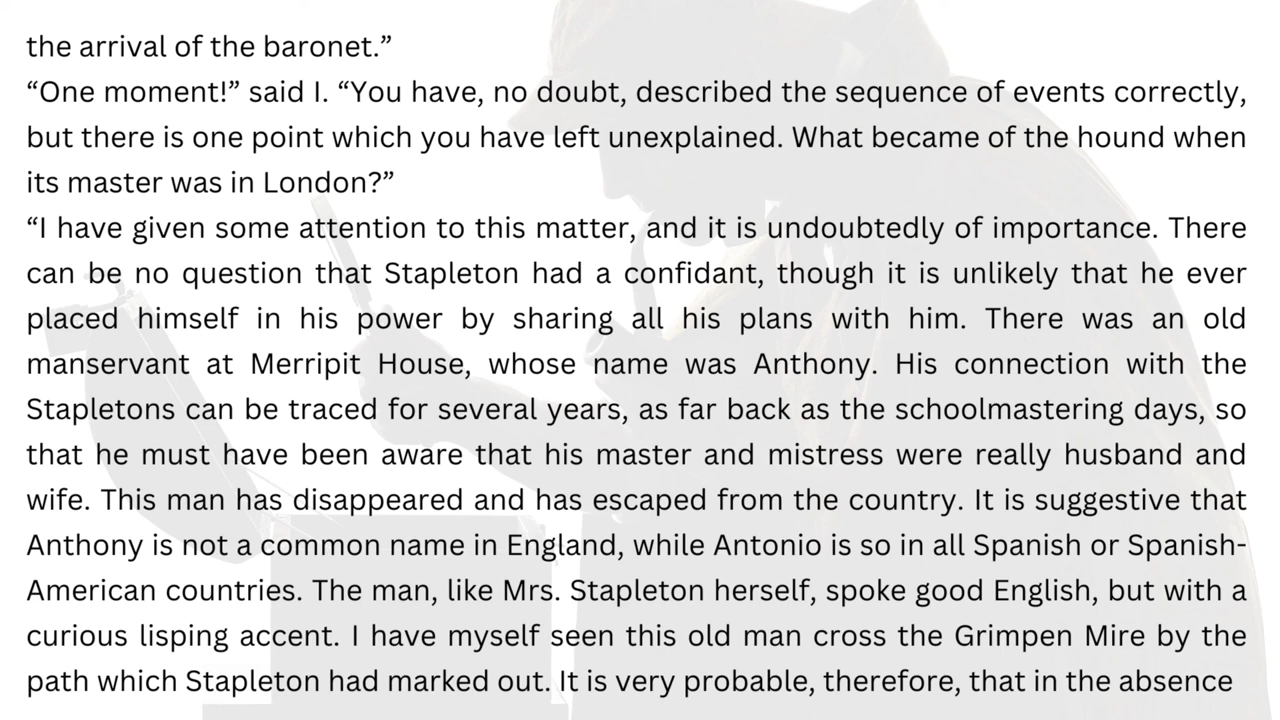 the arrival of the baronet.”
“One moment!” said I. “You have, no doubt, described the sequence of events correctly,
but there is one point which you have left unexplained. What became of the hound when
its master was in London?”
“I have given some attention to this matter, and it is undoubtedly of importance. There
can be no question that Stapleton had a confidant, though it is unlikely that he ever
placed himself in his power by sharing all his plans with him. There was an old
manservant at Merripit House, whose name was Anthony. His connection with the
Stapletons can be traced for several years, as far back as the schoolmastering days, so
that he must have been aware that his master and mistress were really husband and
wife. This man has disappeared and has escaped from the country. It is suggestive that
Anthony is not a common name in England, while Antonio is so in all Spanish or Spanish-
American countries. The man, like Mrs. Stapleton herself, spoke good English, but with a
curious lisping accent. I have myself seen this old man cross the Grimpen Mire by the
path which Stapleton had marked out. It is very probable, therefore, that in the absence